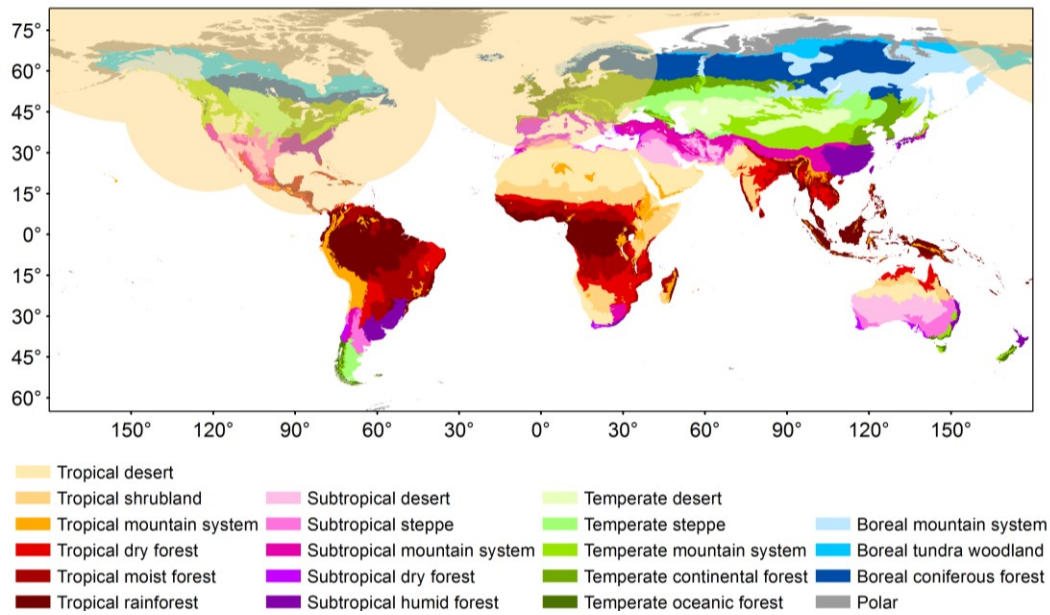 75°
60°
45°
30°
15°
0°
15°
30°
45°
60°
150° 120° 90° 60° 30° 0° 30° 60° 90° 120° 150°
Tropical desert
Tropical shrubland Subtropical desert Temperate desert
Tropical mountain system Subtropical steppe Temperate steppe Boreal mountain system
Tropical dry forest Subtropical mountain system Temperate mountain system Boreal tundra woodland
Tropical moist forest Subtropical dry forest Temperate continental forest Boreal coniferous forest
Tropical rainforest Subtropical humid forest Temperate oceanic forest Polar